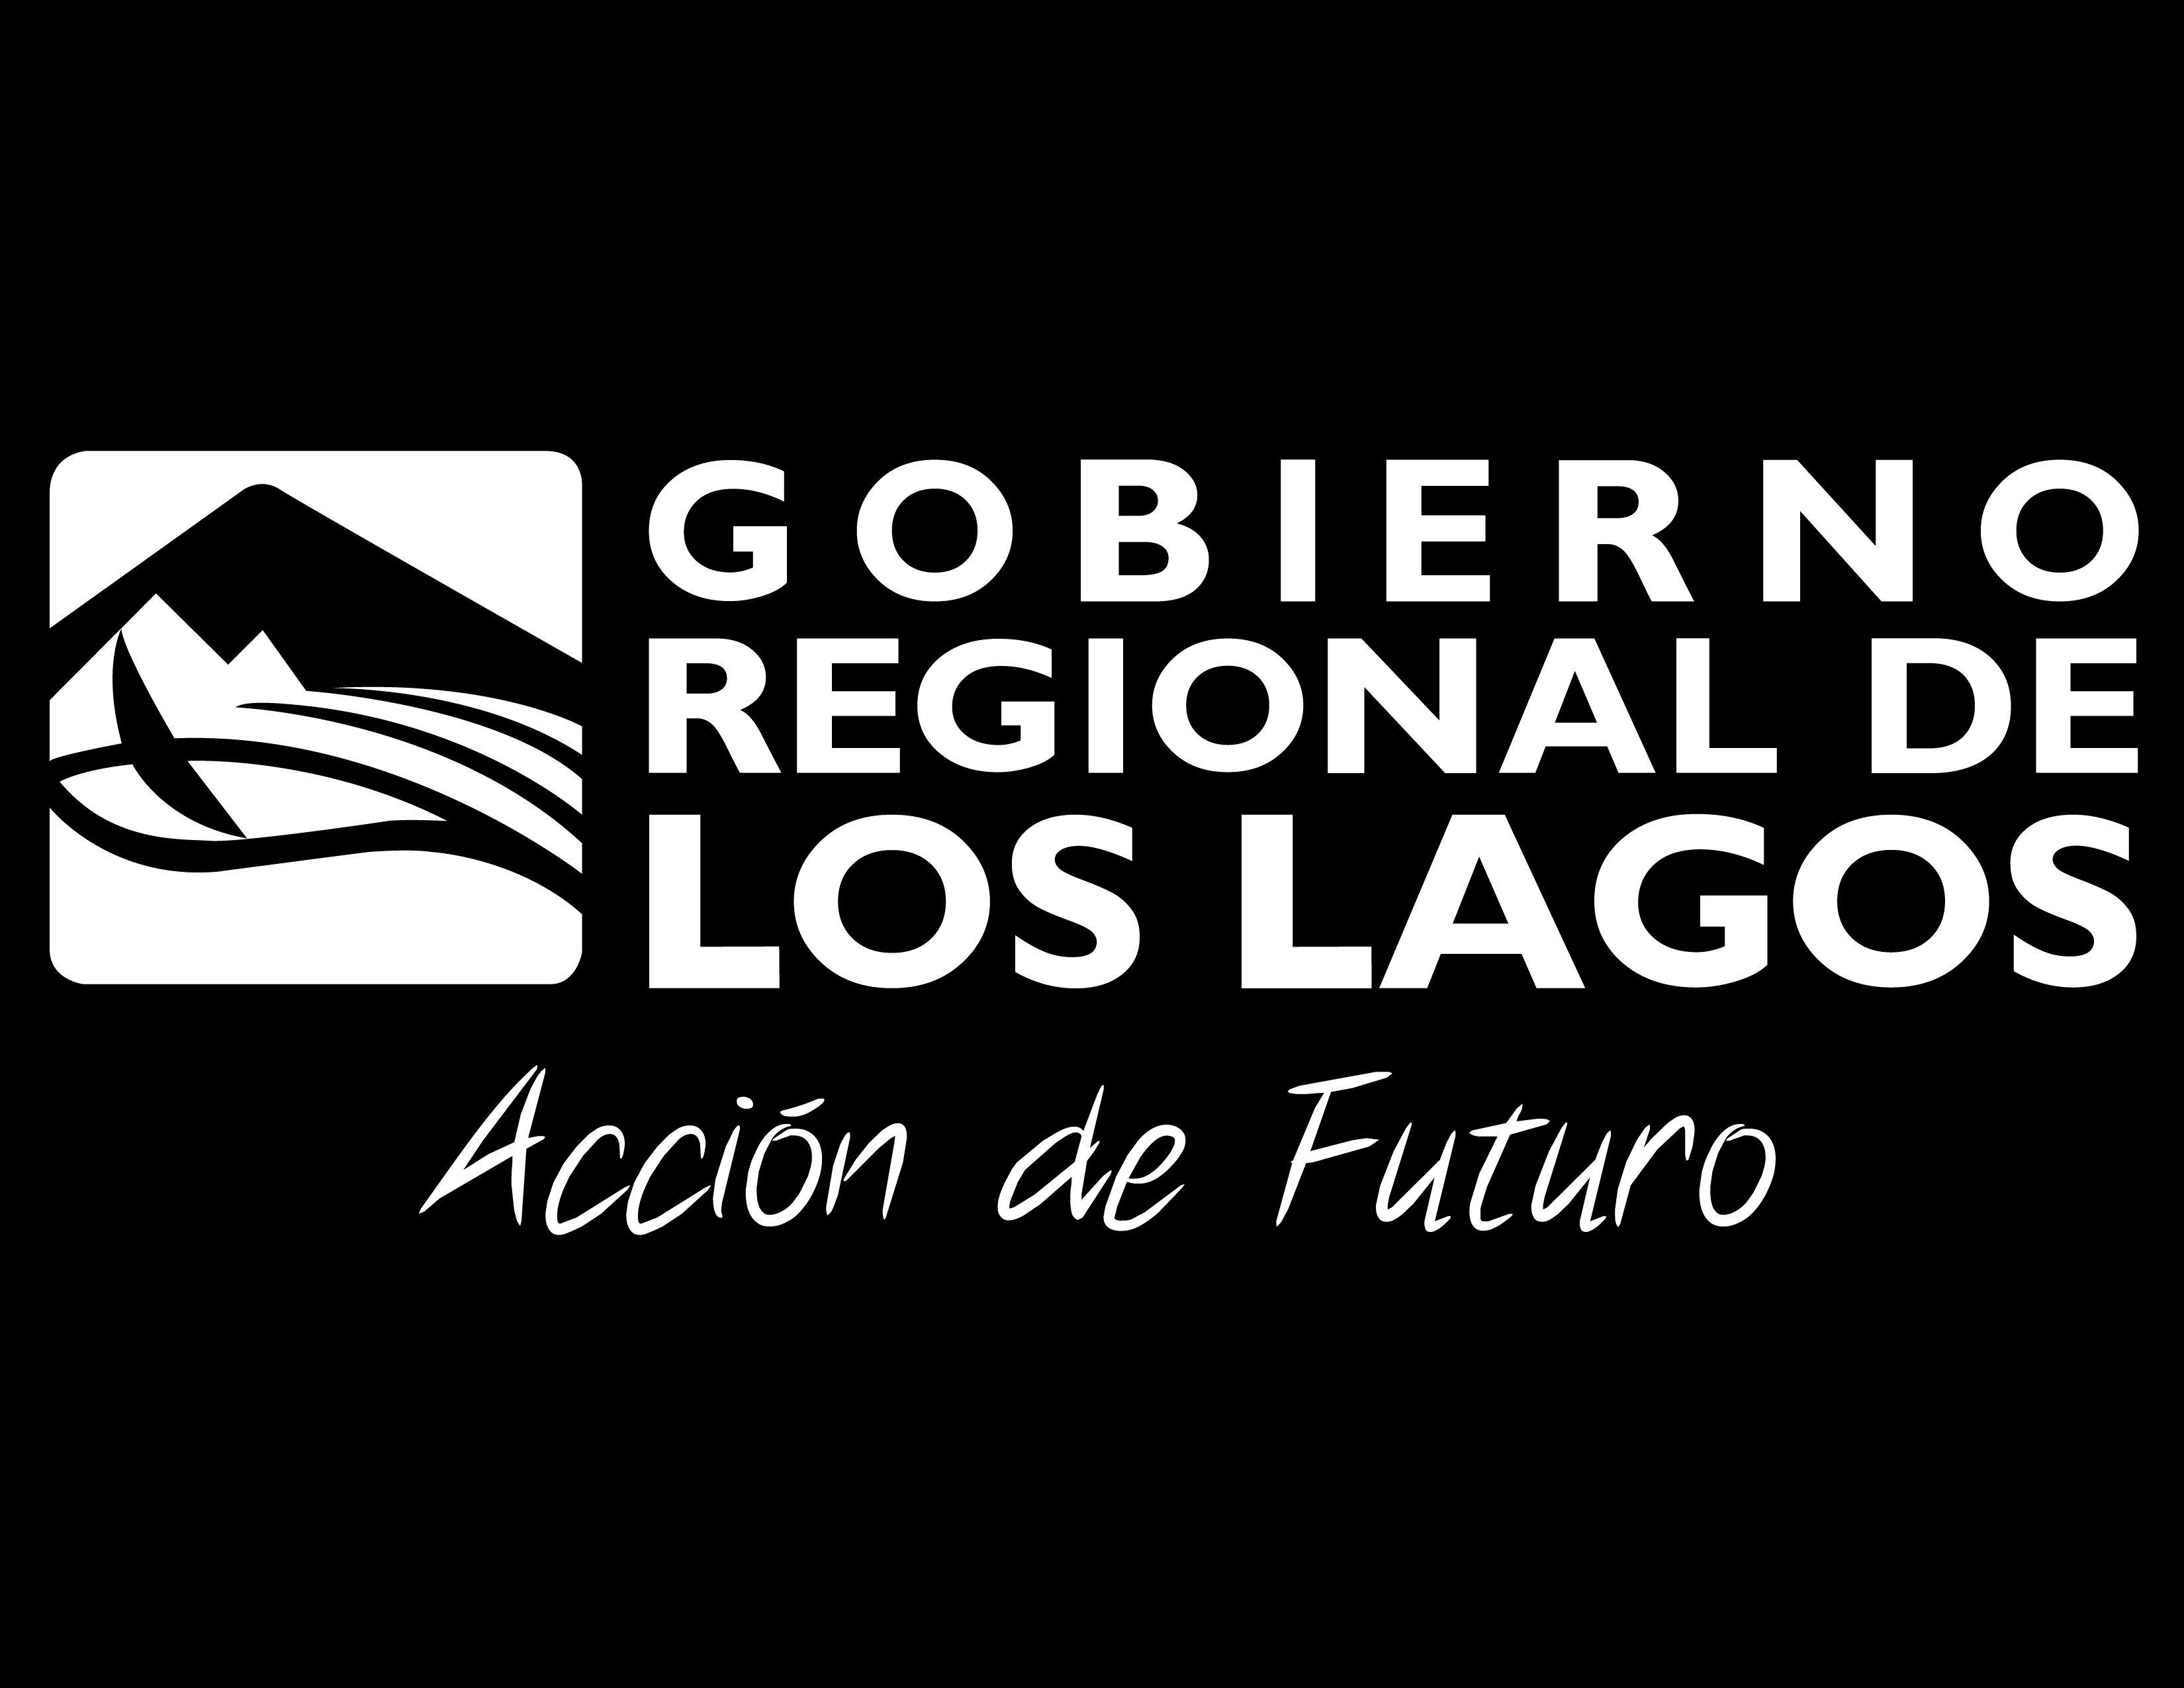 GOBIERNO
REGIONAL DE
LOS LAGOS
Acción de Futuro